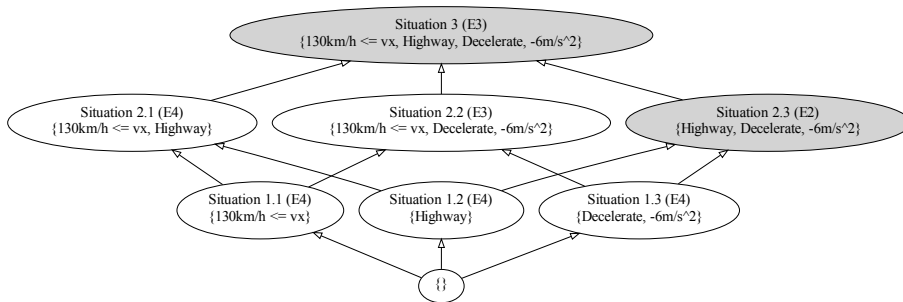 Situation 3 (E3)
{130km/h <= vx, Highway, Decelerate, -6m/s^2}
Situation 2.1 (E4)
{130km/h <= vx, Highway}
Situation 2.2 (E3)
{130km/h <= vx, Decelerate, -6m/s^2}
Situation 2.3 (E2)
{Highway, Decelerate, -6m/s^2}
Situation 1.1 (E4)
{130km/h <= vx}
Situation 1.2 (E4)
{Highway}
Situation 1.3 (E4)
{Decelerate, -6m/s^2}
{}